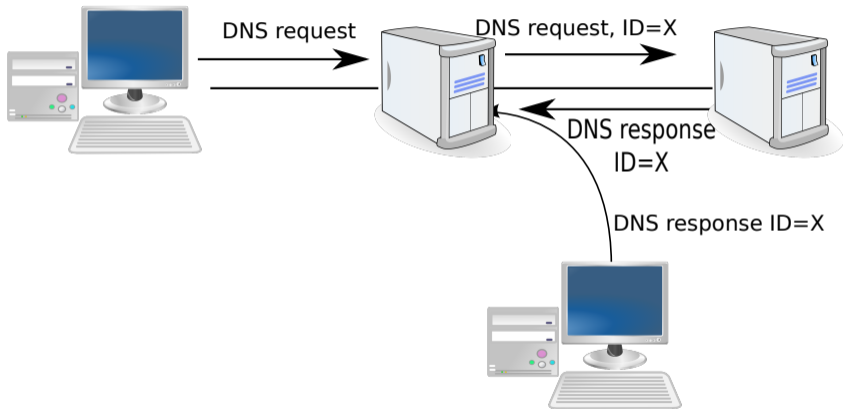 DNS request
DNS request, ID=X
DNS response
ID=X
DNS response ID=X